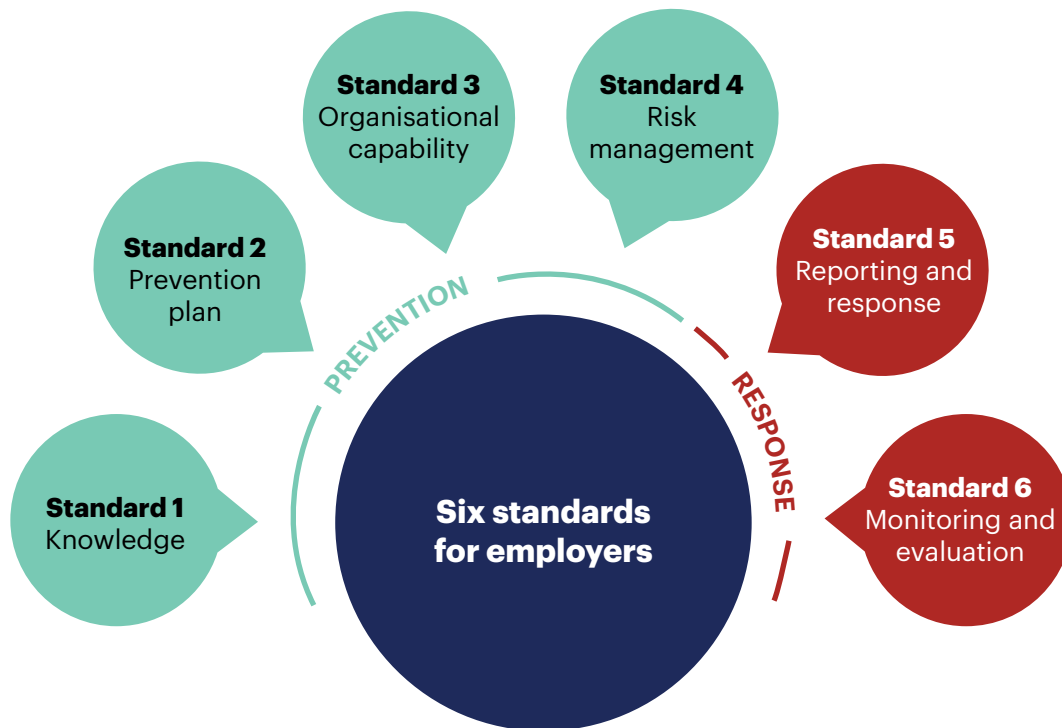 Standard 1
Knowledge
Standard 2
Prevention
plan
Standard 3
Organisational
capability
Standard 4
Risk
management
Standard 5
Reporting and
response
Standard 6
Monitoring and
evaluation
PREVENTION
RESPONSE
Six standards
for employers